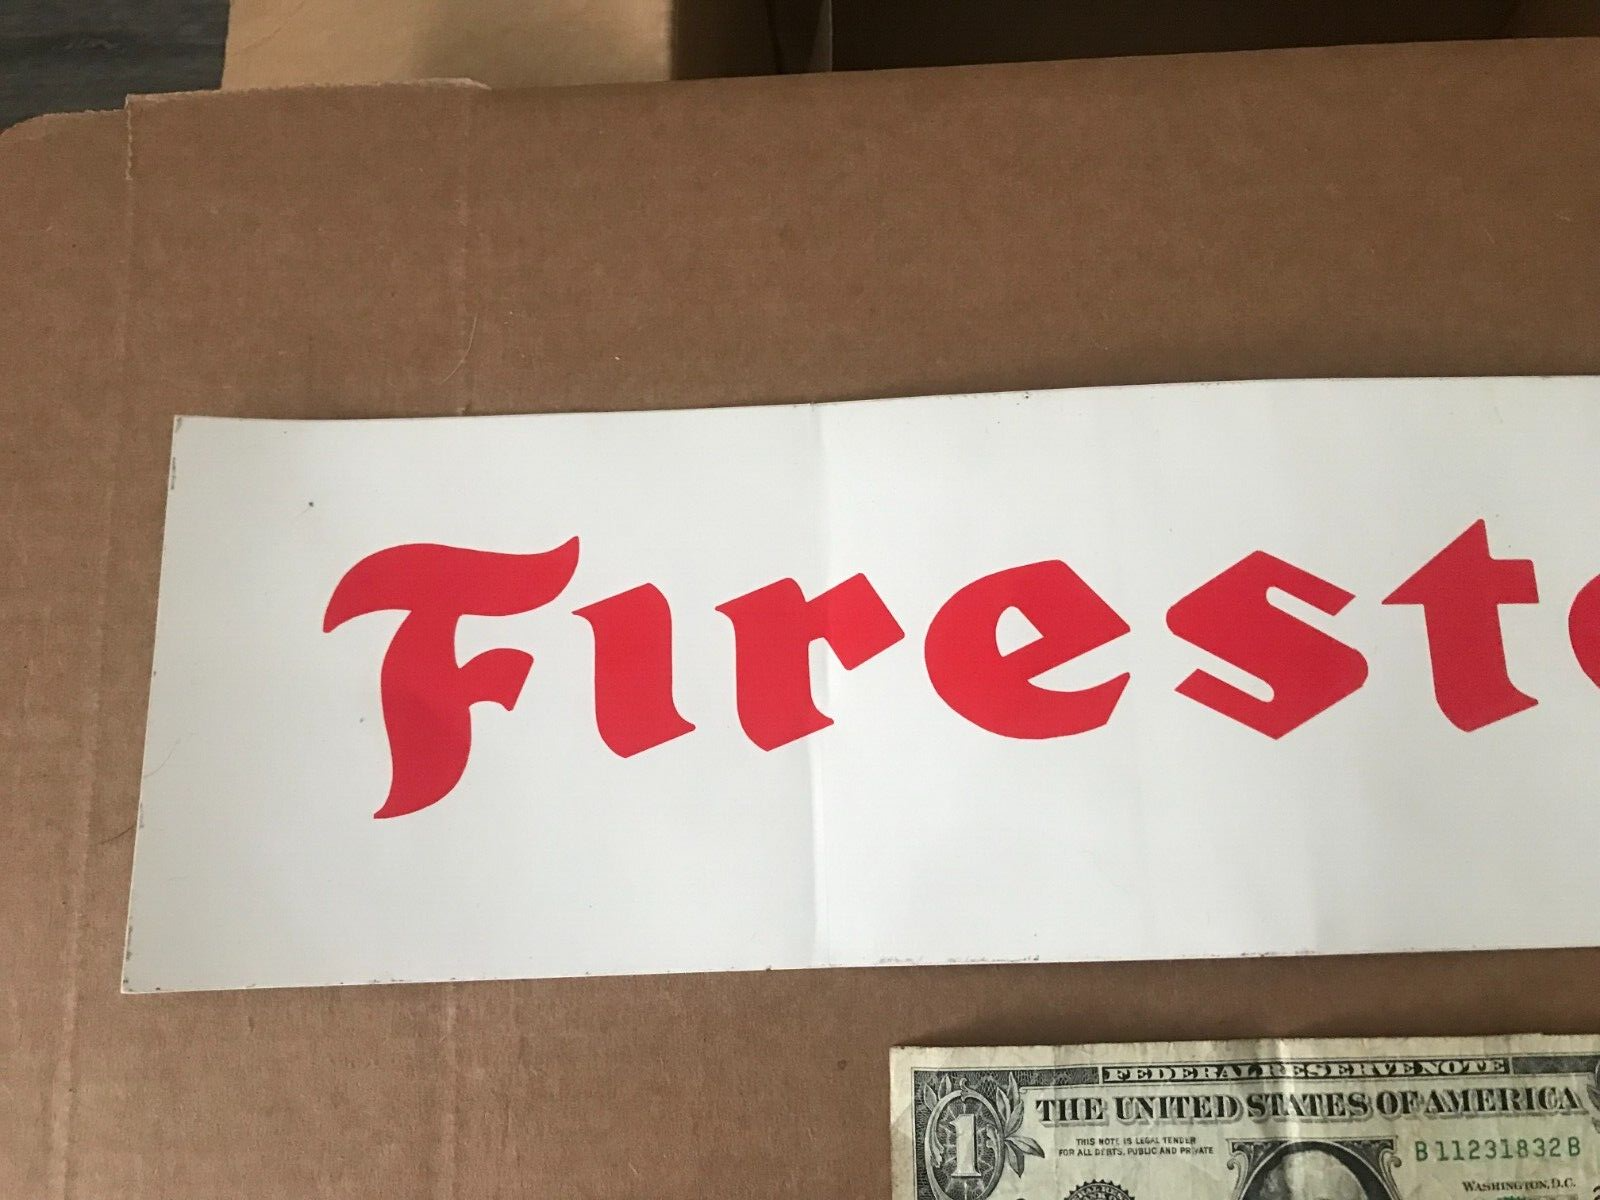 Firest
FEDERAL RESERVE NOTE
THE UNITED STATES OF AMERICA
THIS NOTE IS LEGAL TENDER
FOR ALL DEBTS, PUBLIC AND PRIVATE
B 11231832 B
WASHINGTON, D.C.
1